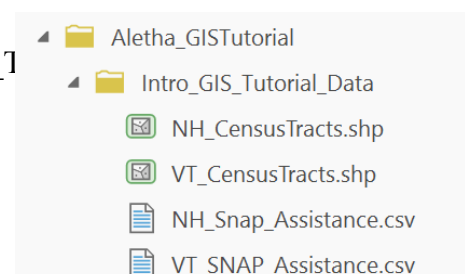 Aletha_GISTutorial
Intro_GIS_Tutorial_Data
NH_CensusTracts.shp
VT_CensusTracts.shp
NH_Snap_Assistance.csv
VT_SNAP_Assistance.csv